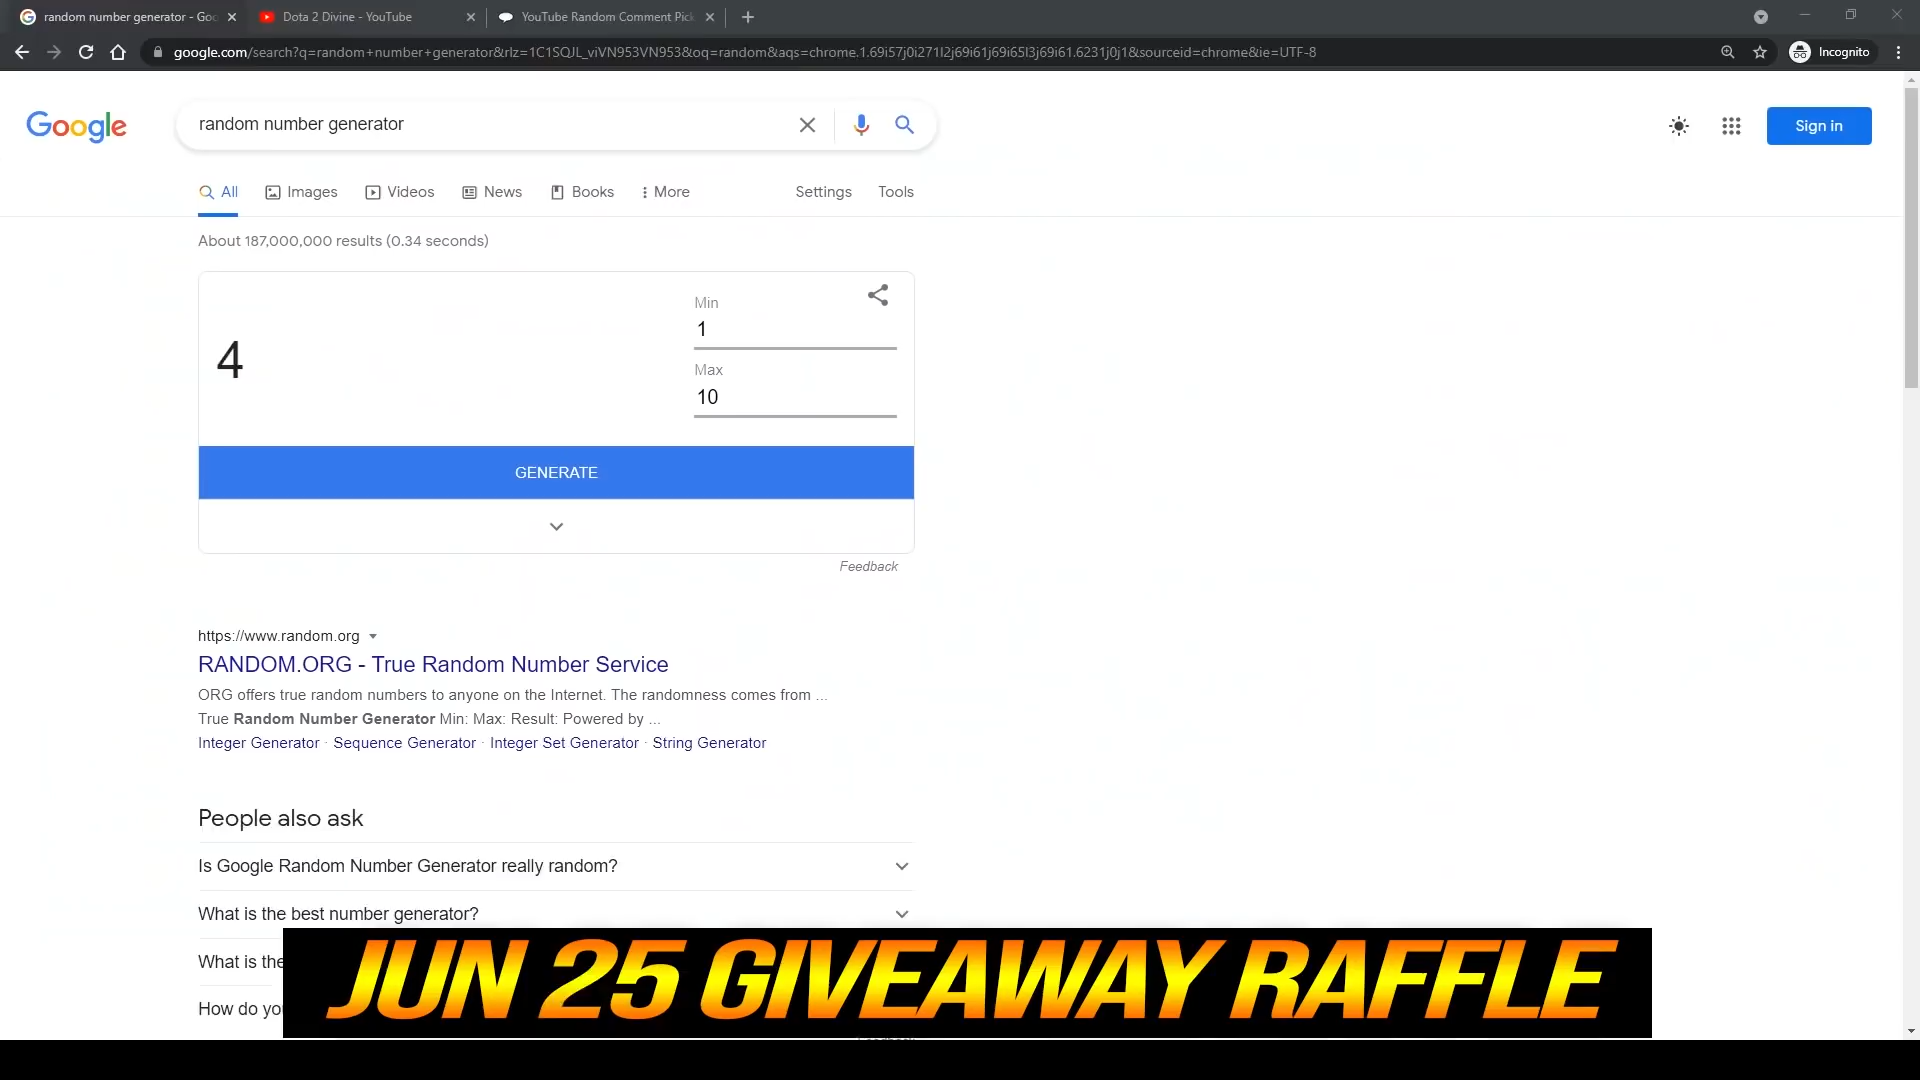 random number generator - Goo
Dota 2 Divine - YouTube
YouTube Random Comment Pick
google.com/search?q=random+number+generator&rlz=1C1SQJL_viVN953VN953&oq=random&aqs=chrome.1.69i57j0i271l2j69i61j69i65l3j69i61.6231j0j1&sourceid=chrome&ie=UTF-8
Incognito
Google
random number generator
Sign in
All
Images
Videos
News
Books
More
Settings
Tools
About 187,000,000 results (0.34 seconds)
4
Min
1
Max
10
GENERATE
Feedback
https://www.random.org
RANDOM.ORG - True Random Number Service
ORG offers true random numbers to anyone on the Internet. The randomness comes from ...
True Random Number Generator Min: Max: Result: Powered by ...
Integer Generator · Sequence Generator · Integer Set Generator · String Generator
People also ask
Is Google Random Number Generator really random?
What is the best number generator?
What is the
How do you
JUN 25 GIVEAWAY RAFFLE